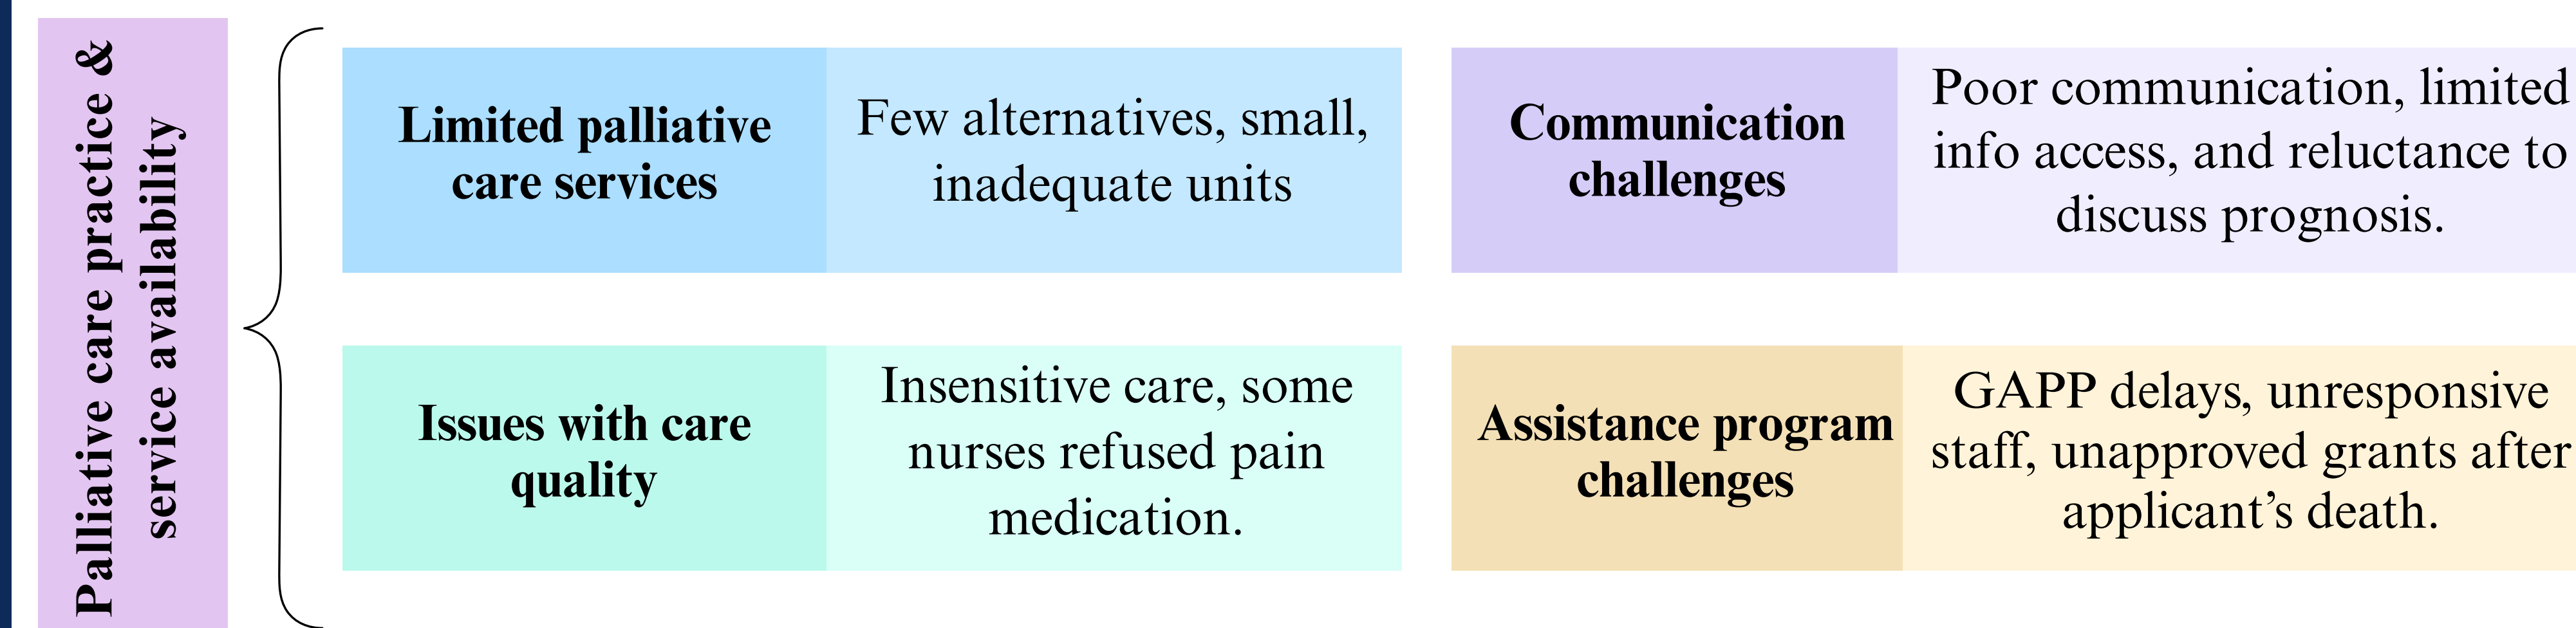 Palliative care practice &
service availability
Limited palliative
care services
Few alternatives, small,
inadequate units
Communication
challenges
Poor communication, limited
info access, and reluctance to
discuss prognosis.
Issues with care
quality
Insensitive care, some
nurses refused pain
medication.
Assistance program
challenges
GAPP delays, unresponsive
staff, unapproved grants after
applicant’s death.